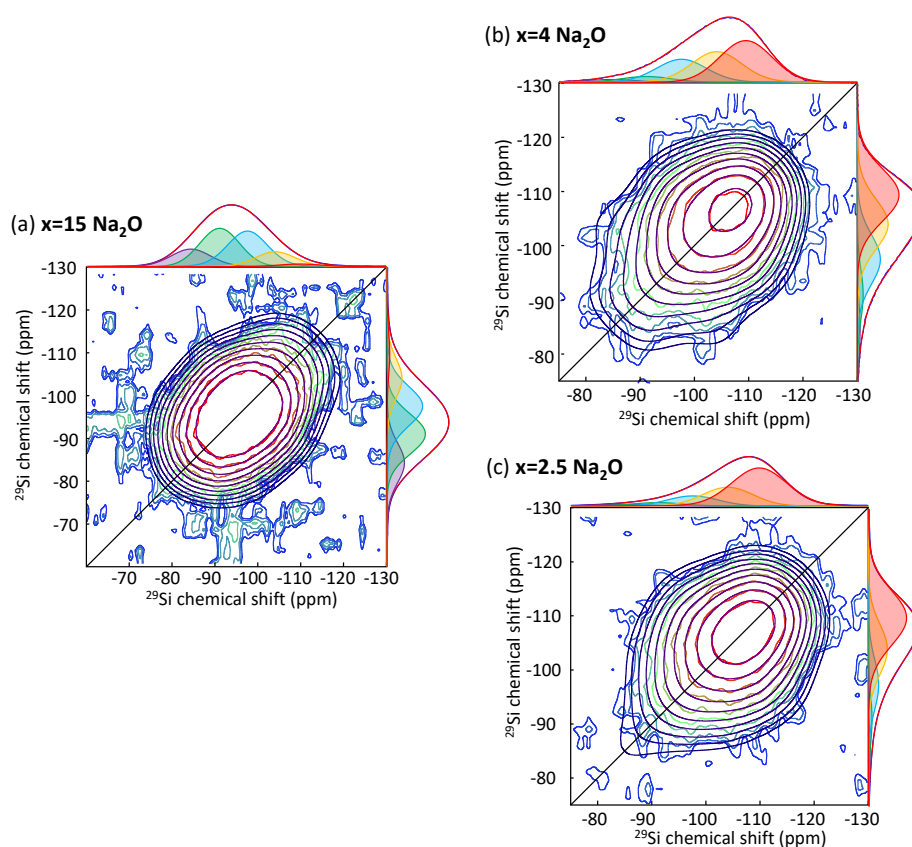 (b) x=4 Na₂O
-130
-120
-110
-100
-90
-80
²⁹Si chemical shift (ppm)
-80 -90 -100 -110 -120 -130
²⁹Si chemical shift (ppm)
(a) x=15 Na₂O
-130
-120
-110
-100
-90
-80
-70
²⁹Si chemical shift (ppm)
-70 -80 -90 -100 -110 -120 -130
²⁹Si chemical shift (ppm)
(c) x=2.5 Na₂O
-130
-120
-110
-100
-90
-80
²⁹Si chemical shift (ppm)
-80 -90 -100 -110 -120 -130
²⁹Si chemical shift (ppm)